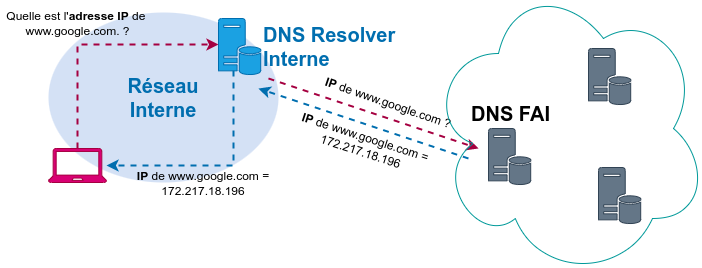 Quelle est l'adresse IP de
www.google.com. ?
DNS Resolver
Interne
Réseau
Interne
IP de www.google.com ?
IP de www.google.com =
172.217.18.196
DNS FAI
IP de www.google.com =
172.217.18.196